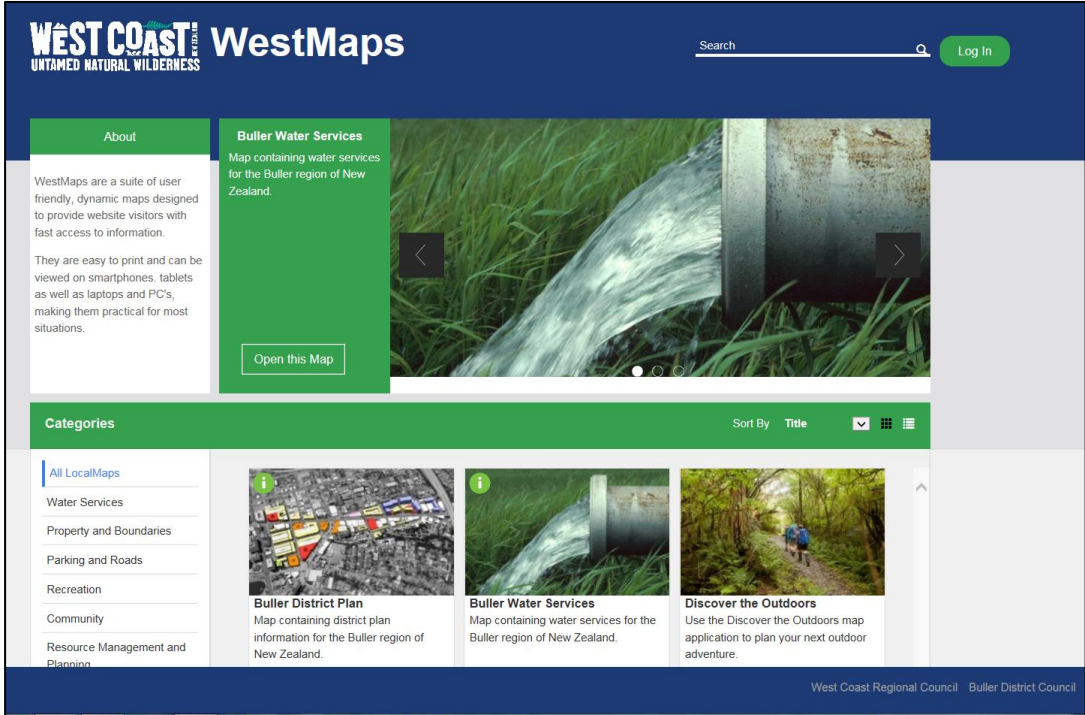 WEST COAST
UNTAMED NATURAL WILDERNESS
WestMaps
Search
Log In
About
WestMaps are a suite of user
friendly, dynamic maps designed
to provide website visitors with
fast access to information.
They are easy to print and can be
viewed on smartphones. tablets
as well as laptops and PC's,
making them practical for most
situations.
Buller Water Services
Map containing water services
for the Buller region of New
Zealand.
Open this Map
Categories
Sort By Title
All LocalMaps
Water Services
Property and Boundaries
Parking and Roads
Recreation
Community
Resource Management and
Planning
i
Buller District Plan
Map containing district plan
information for the Buller region of
New Zealand.
i
Buller Water Services
Map containing water services for the
Buller region of New Zealand.
Discover the Outdoors
Use the Discover the Outdoors map
application to plan your next outdoor
adventure.
West Coast Regional Council Buller District Council